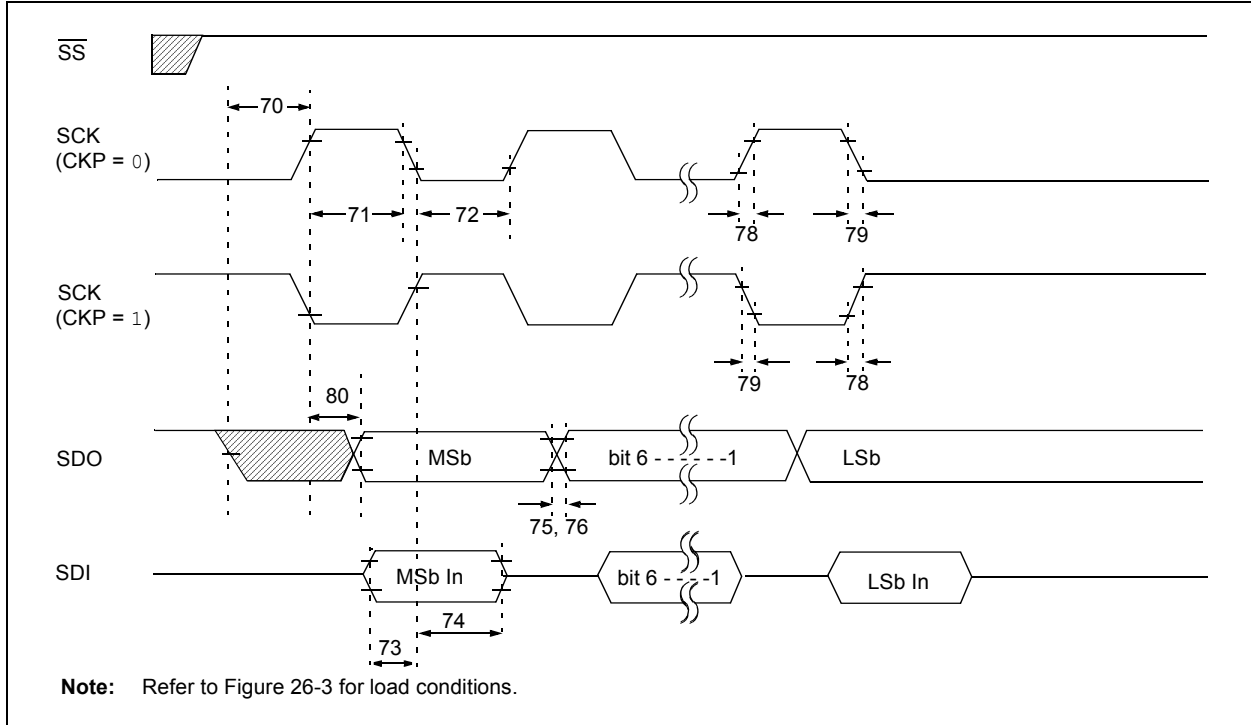 SS
70
SCK
(CKP = 0)
71
72
78
79
SCK
(CKP = 1)
79
78
80
SDO
MSb
bit 6 - - - - - - -1
LSb
75, 76
SDI
MSb In
bit 6 - - - - -1
LSb In
74
73
Note: Refer to Figure 26-3 for load conditions.